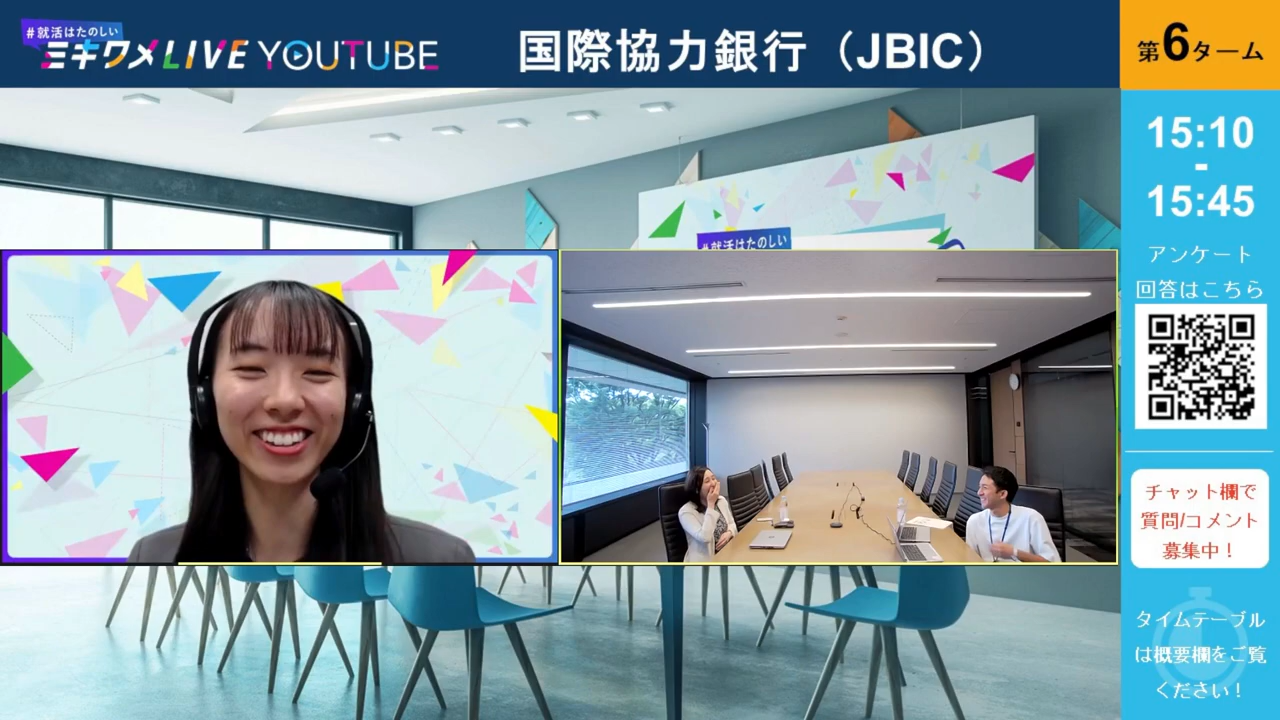 #就活はたのしい
ミキワメLIVE YOUTUBE
国際協力銀行（JBIC）
第6ターム
15:10
-
15:45
アンケート
回答はこちら
#就活はたのしい
チャット欄で
質問/コメント
募集中！
タイムテーブル
は概要欄をご覧
ください！